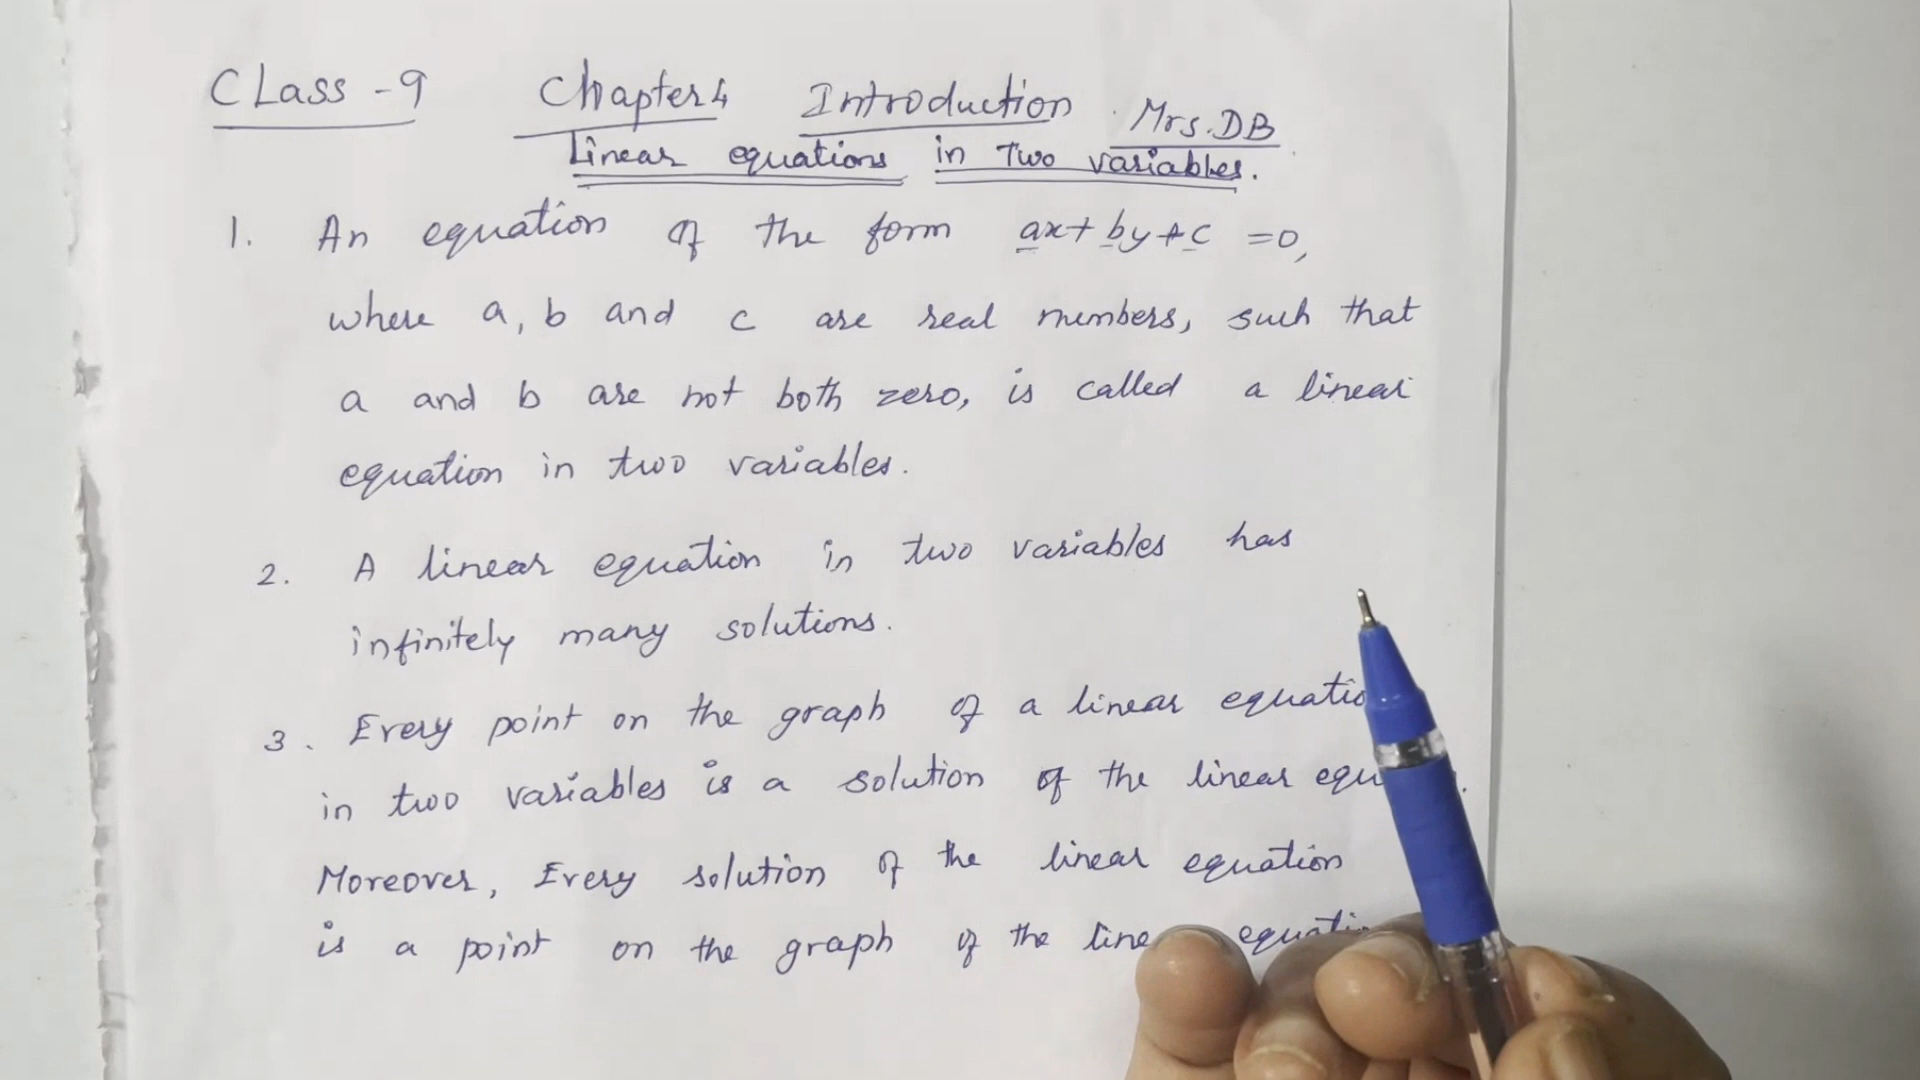 Class - 9 Chapter 4 Introduction Mrs. DB
Linear equations in Two variables.
1. An equation of the form ax + by + c = 0,
where a, b and c are real numbers, such that
a and b are not both zero, is called a linear
equation in two variables.
2. A linear equation in two variables has
infinitely many solutions.
3. Every point on the graph of a linear
in two variables is a solution of the linear
Moreover, Every solution of the linear equation
is a point on the graph of the